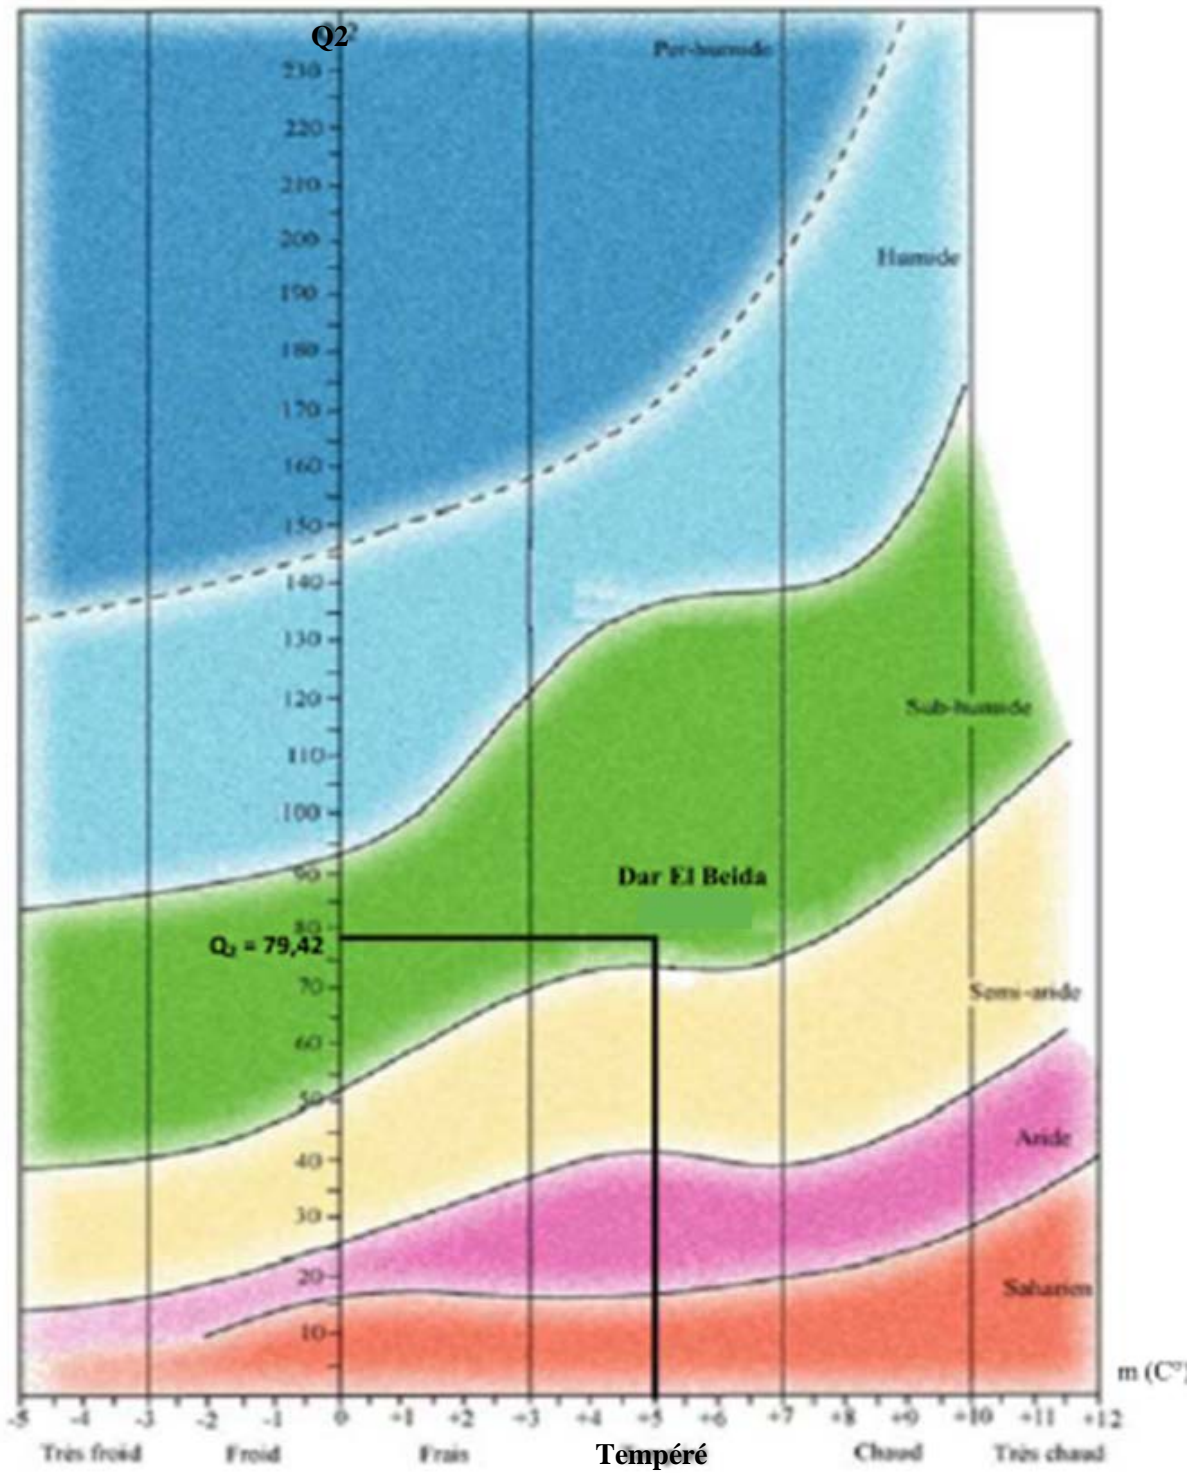 Q2
Per-humide
230
220
210
200
Humide
190
180
170
160
150
140
130
120
Sub-humide
110
100
90
Dar El Beida
80
Q₂ = 79,42
70
Semi-aride
60
50
40
Aride
30
20
Saharien
10
m (C°)
-5 -4 -3 -2 -1 0 +1 +2 +3 +4 +5 +6 +7 +8 +9 +10 +11 +12
Très froid Froid Frais Tempéré Chaud Très chaud